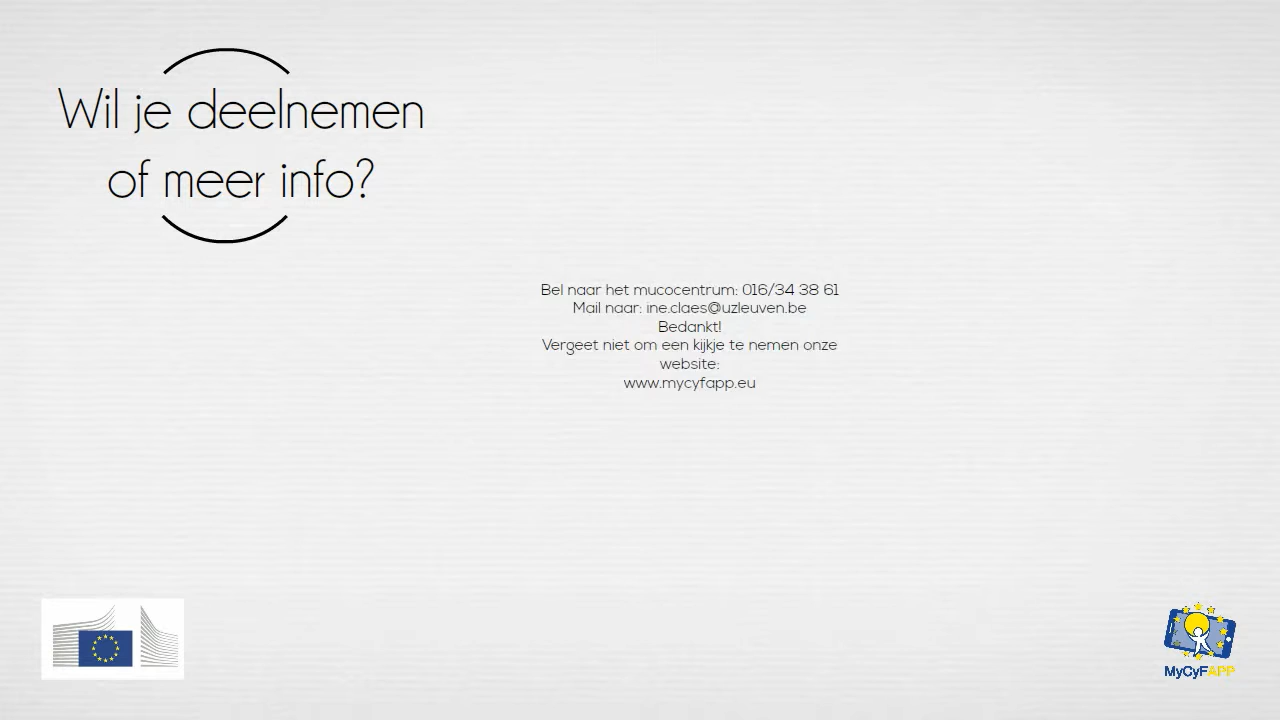 Wil je deelnemen
of meer info?
Bel naar het mucocentrum: 016/34 38 61
Mail naar: ine.claes@uzleuven.be
Bedankt!
Vergeet niet om een kijkje te nemen onze
website:
www.mycyfapp.eu
MyCyFAPP